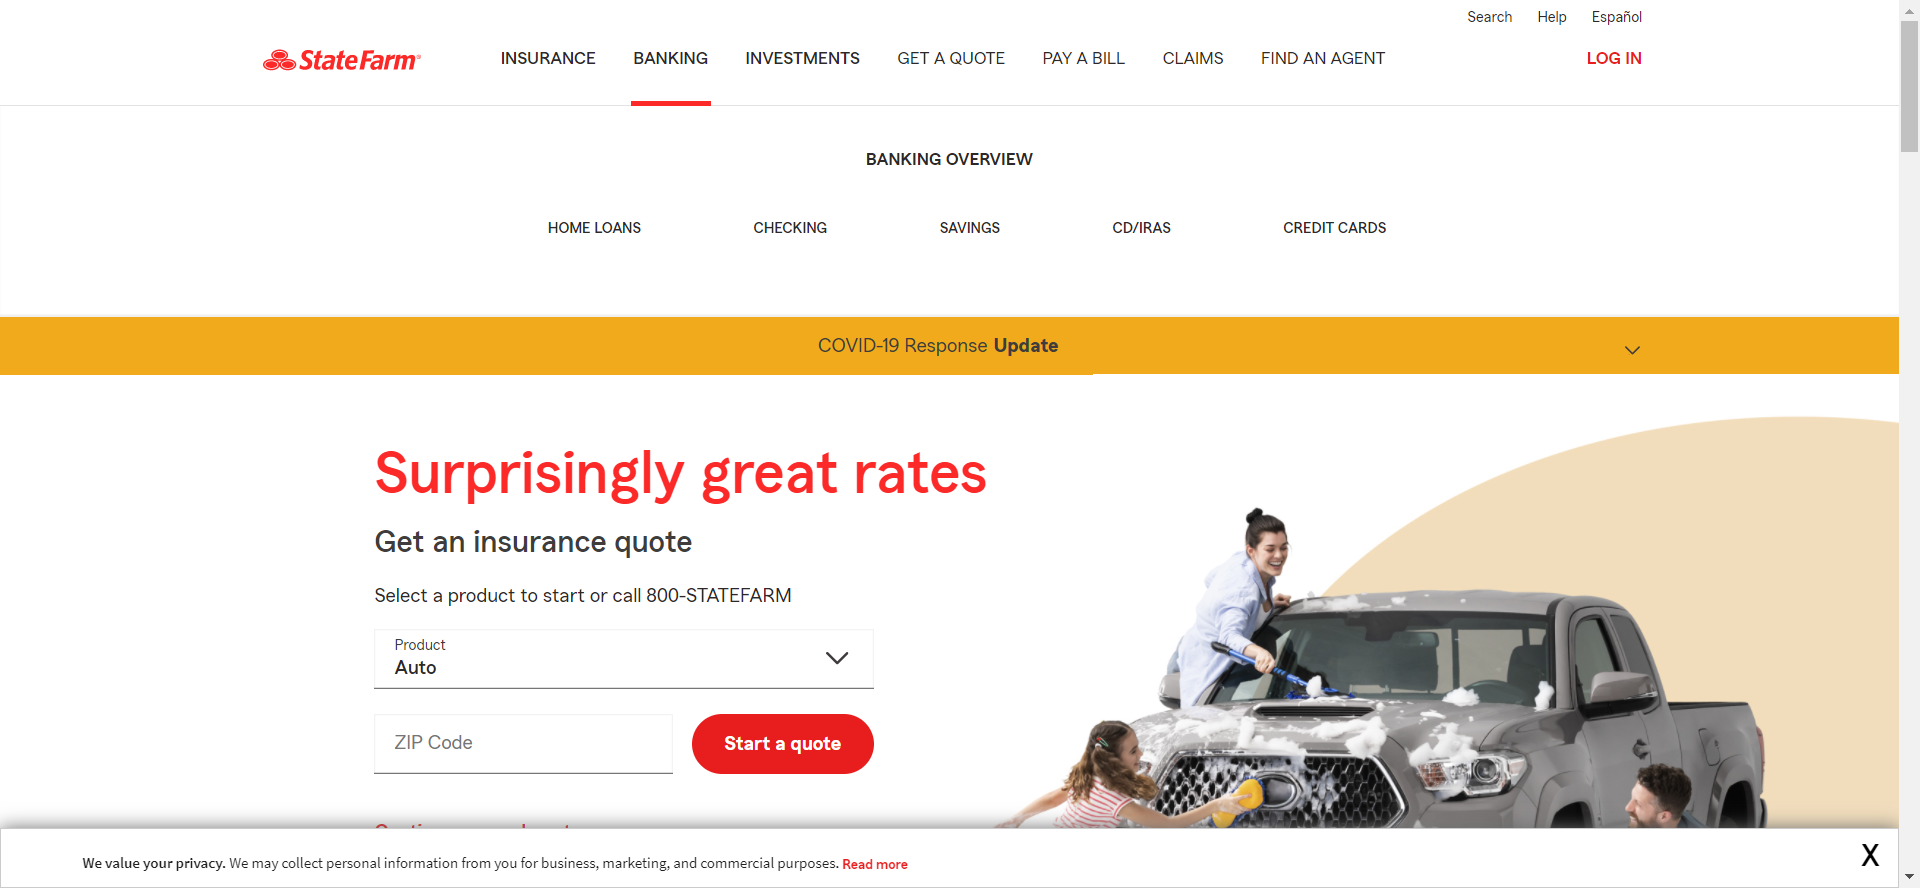 Search Help Español
StateFarm
INSURANCE BANKING INVESTMENTS GET A QUOTE PAY A BILL CLAIMS FIND AN AGENT LOG IN
BANKING OVERVIEW
HOME LOANS CHECKING SAVINGS CD/IRAS CREDIT CARDS
COVID-19 Response Update
Surprisingly great rates
Get an insurance quote
Select a product to start or call 800-STATEFARM
Product
Auto
ZIP Code Start a quote
We value your privacy. We may collect personal information from you for business, marketing, and commercial purposes. Read more X